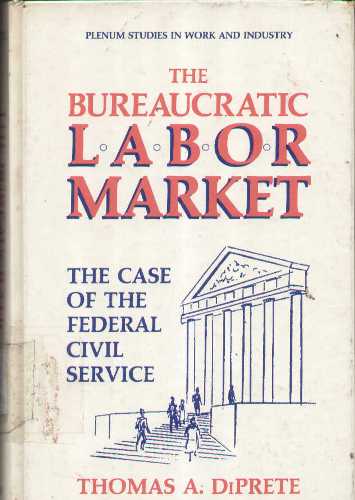 PLENUM STUDIES IN WORK AND INDUSTRY
THE
BUREAUCRATIC
L·A·B·O·R
MARKET
THE CASE
OF THE
FEDERAL
CIVIL
SERVICE
THOMAS A. DiPRETE